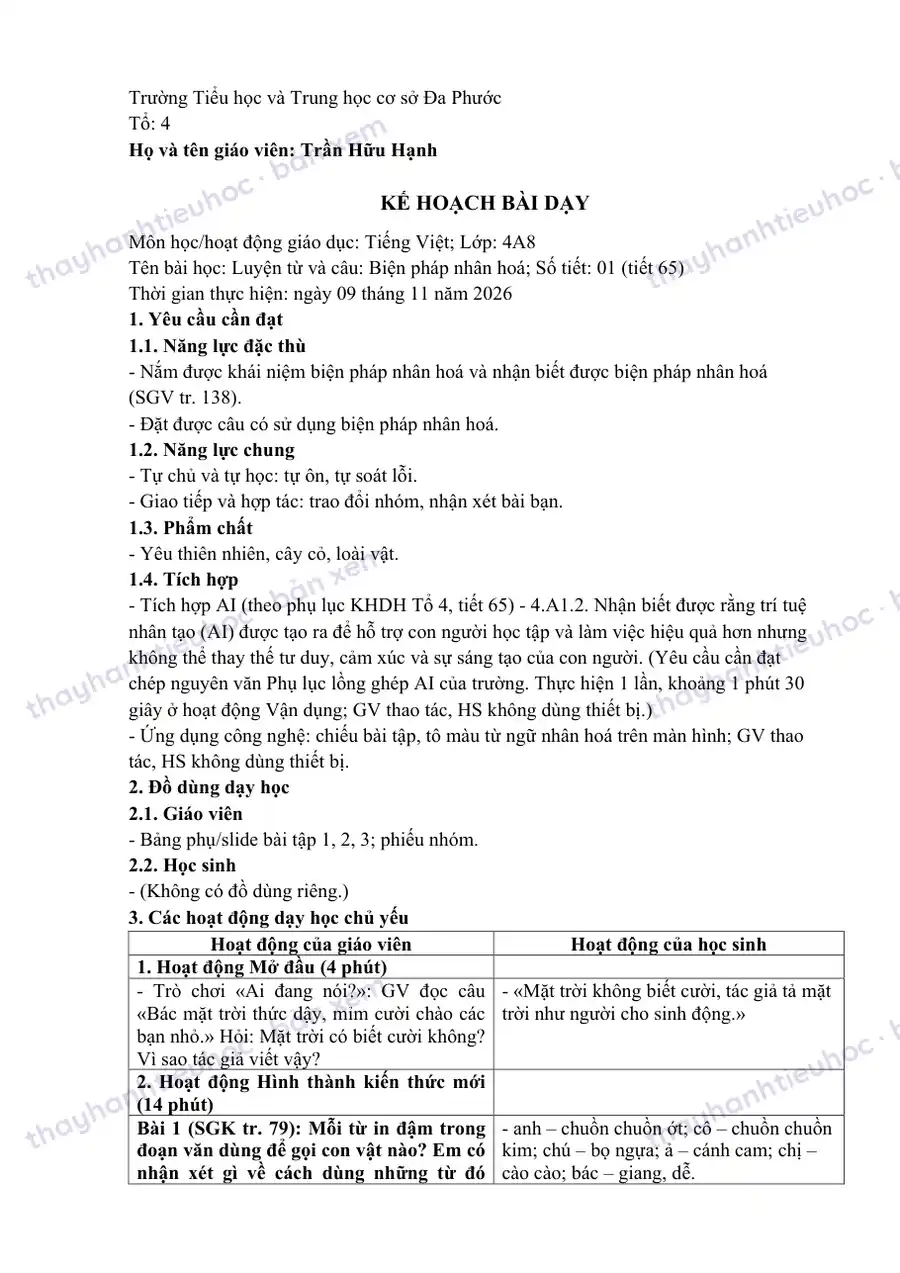 Trường Tiểu học và Trung học cơ sở Đa Phước
Tổ: 4
Họ và tên giáo viên: Trần Hữu Hạnh
KẾ HOẠCH BÀI DẠY
Môn học/hoạt động giáo dục: Tiếng Việt; Lớp: 4A8
Tên bài học: Luyện từ và câu: Biện pháp nhân hoá; Số tiết: 01 (tiết 65)
Thời gian thực hiện: ngày 09 tháng 11 năm 2026
1. Yêu cầu cần đạt
1.1. Năng lực đặc thù
- Nắm được khái niệm biện pháp nhân hoá và nhận biết được biện pháp nhân hoá
(SGV tr. 138).
- Đặt được câu có sử dụng biện pháp nhân hoá.
1.2. Năng lực chung
- Tự chủ và tự học: tự ôn, tự soát lỗi.
- Giao tiếp và hợp tác: trao đổi nhóm, nhận xét bài bạn.
1.3. Phẩm chất
- Yêu thiên nhiên, cây cỏ, loài vật.
1.4. Tích hợp
- Tích hợp AI (theo phụ lục KHDH Tổ 4, tiết 65) - 4.A1.2. Nhận biết được rằng trí tuệ
nhân tạo (AI) được tạo ra để hỗ trợ con người học tập và làm việc hiệu quả hơn nhưng
không thể thay thế tư duy, cảm xúc và sự sáng tạo của con người. (Yêu cầu cần đạt
chép nguyên văn Phụ lục lồng ghép AI của trường. Thực hiện 1 lần, khoảng 1 phút 30
giây ở hoạt động Vận dụng; GV thao tác, HS không dùng thiết bị.)
- Ứng dụng công nghệ: chiếu bài tập, tô màu từ ngữ nhân hoá trên màn hình; GV thao
tác, HS không dùng thiết bị.
2. Đồ dùng dạy học
2.1. Giáo viên
- Bảng phụ/slide bài tập 1, 2, 3; phiếu nhóm.
2.2. Học sinh
- (Không có đồ dùng riêng.)
3. Các hoạt động dạy học chủ yếu
Hoạt động của giáo viên
Hoạt động của học sinh
1. Hoạt động Mở đầu (4 phút)
- Trò chơi «Ai đang nói?»: GV đọc câu
«Bác mặt trời thức dậy, mỉm cười chào các
bạn nhỏ.» Hỏi: Mặt trời có biết cười không?
Vì sao tác giả viết vậy?
- «Mặt trời không biết cười, tác giả tả mặt
trời như người cho sinh động.»
2. Hoạt động Hình thành kiến thức mới
(14 phút)
Bài 1 (SGK tr. 79): Mỗi từ in đậm trong
đoạn văn dùng để gọi con vật nào? Em có
nhận xét gì về cách dùng những từ đó
- anh – chuồn chuồn ớt; cô – chuồn chuồn
kim; chú – bọ ngựa; ả – cánh cam; chị –
cào cào; bác – giang, dẽ.
thayhanhtieuhoc · bản xem
thayhanhtieuhoc · b
thayhanhtieuhoc · bản xem
thayhanhtieuhoc · b
thayhanhtieuhoc · bản xem
thayhanhtieuhoc · b